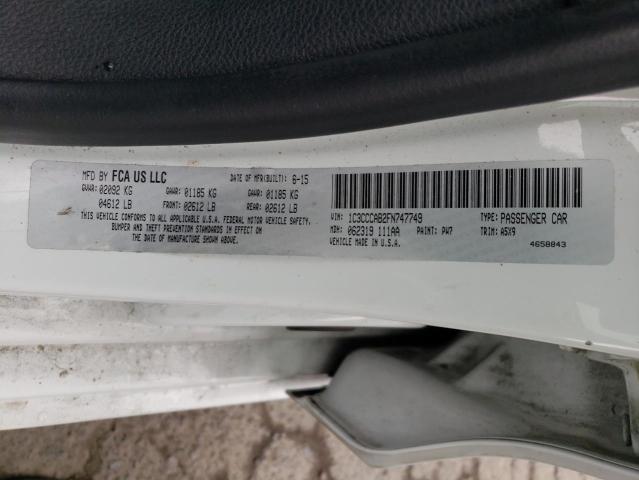 MFD BY FCA US LLC DATE OF MFR(BUILT): 6-15
GVWR: 02092 KG GAWR: 01185 KG GAWR: 01185 KG
04612 LB FRONT: 02612 LB REAR: 02612 LB
THIS VEHICLE CONFORMS TO ALL APPLICABLE U.S.A. FEDERAL MOTOR VEHICLE SAFETY,
BUMPER AND THEFT PREVENTION STANDARDS IN EFFECT ON
THE DATE OF MANUFACTURE SHOWN ABOVE.
VIN: 1C3CCCAB2FN747749 TYPE: PASSENGER CAR
MDH: 062319 111AA PAINT: PW7 TRIM: A5X9
VEHICLE MADE IN U.S.A. 4658843